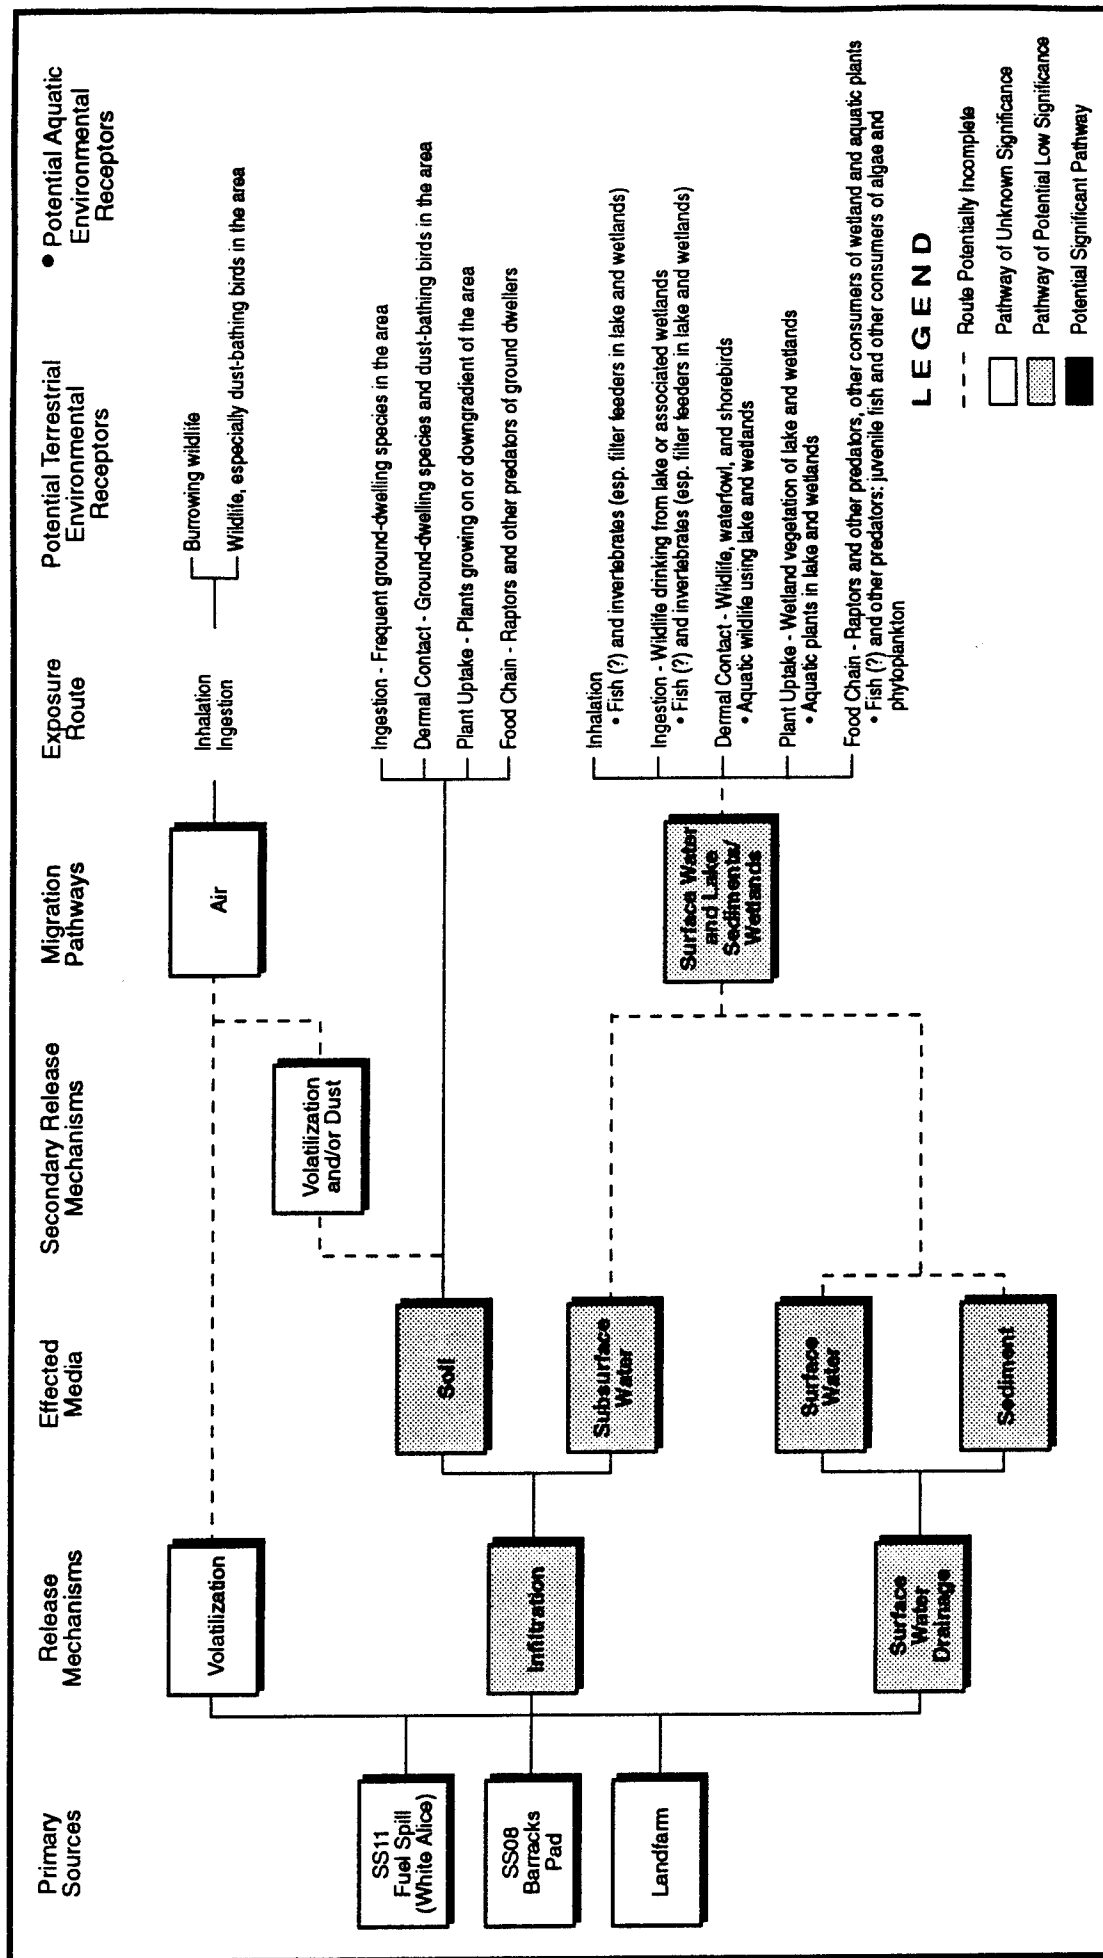 Primary
Sources
Release
Mechanisms
Effected
Media
Secondary Release
Mechanisms
Migration
Pathways
Exposure
Route
Potential Terrestrial
Environmental
Receptors
• Potential Aquatic
Environmental
Receptors
SS11
Fuel Spill
(White Alice)
SS08
Barracks
Pad
Landfarm
Volatilization
Infiltration
Surface
Water
Drainage
Soil
Subsurface
Water
Surface
Water
Sediment
Volatilization
and/or Dust
Air
Surface Water
and Lake
Sediments/
Wetlands
Inhalation
Ingestion
Burrowing wildlife
Wildlife, especially dust-bathing birds in the area
Ingestion - Frequent ground-dwelling species in the area
Dermal Contact - Ground-dwelling species and dust-bathing birds in the area
Plant Uptake - Plants growing on or downgradient of the area
Food Chain - Raptors and other predators of ground dwellers
Inhalation
• Fish (?) and invertebrates (esp. filter feeders in lake and wetlands)
Ingestion - Wildlife drinking from lake or associated wetlands
• Fish (?) and invertebrates (esp. filter feeders in lake and wetlands)
Dermal Contact - Wildlife, waterfowl, and shorebirds
• Aquatic wildlife using lake and wetlands
Plant Uptake - Wetland vegetation of lake and wetlands
• Aquatic plants in lake and wetlands
Food Chain - Raptors and other predators, other consumers of wetland and aquatic plants
• Fish (?) and other predators; juvenile fish and other consumers of algae and
phytoplankton
LEGEND
Route Potentially Incomplete
Pathway of Unknown Significance
Pathway of Potential Low Significance
Potential Significant Pathway